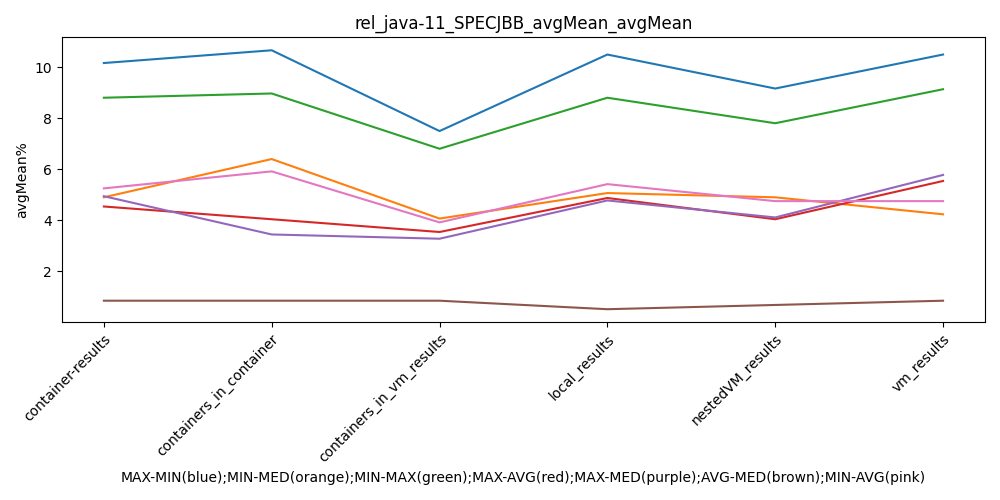 rel_java-11_SPECJBB_avgMean_avgMean
avgMean%
10
8
6
4
2
container-results
containers_in_container
containers_in_vm_results
local_results
nestedVM_results
vm_results
MAX-MIN(blue);MIN-MED(orange);MIN-MAX(green);MAX-AVG(red);MAX-MED(purple);AVG-MED(brown);MIN-AVG(pink)